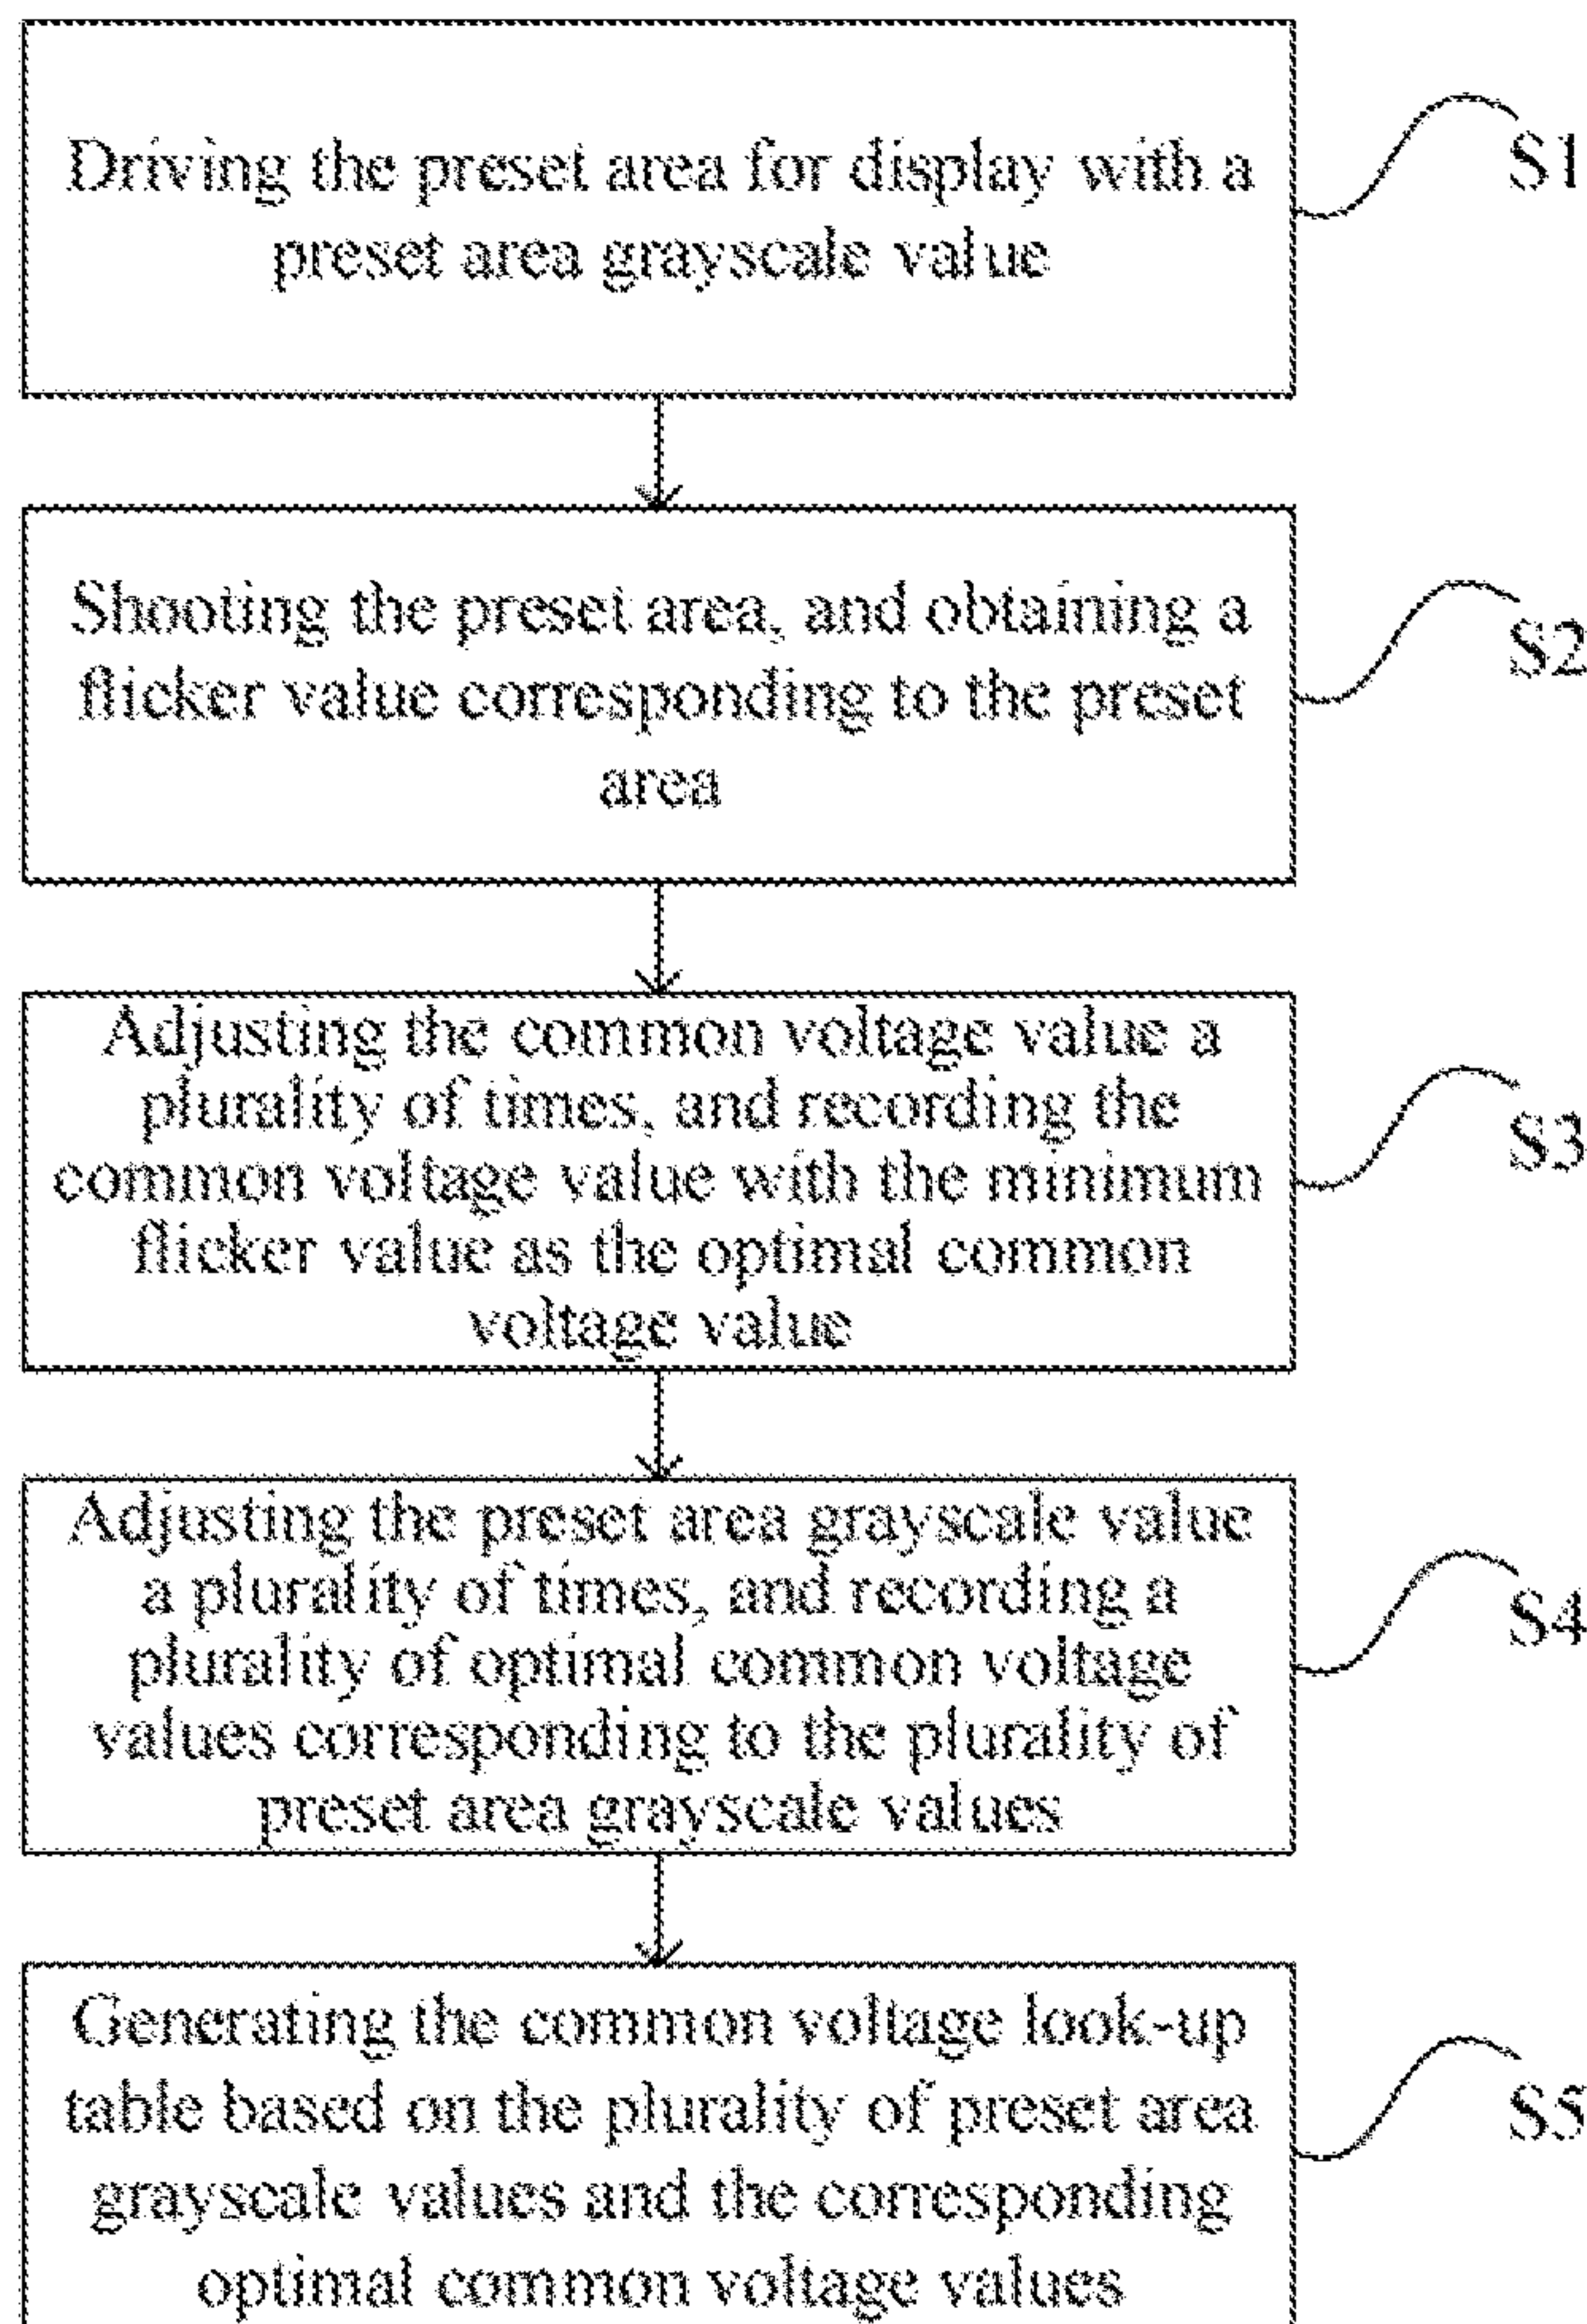 Driving the preset area for display with a
preset area grayscale value
S1
Shooting the preset area, and obtaining a
flicker value corresponding to the preset
area
S2
Adjusting the common voltage value a
plurality of times, and recording the
common voltage value with the minimum
flicker value as the optimal common
voltage value
S3
Adjusting the preset area grayscale value
a plurality of times, and recording a
plurality of optimal common voltage
values corresponding to the plurality of
preset area grayscale values
S4
Generating the common voltage look-up
table based on the plurality of preset area
grayscale values and the corresponding
optimal common voltage values
S5